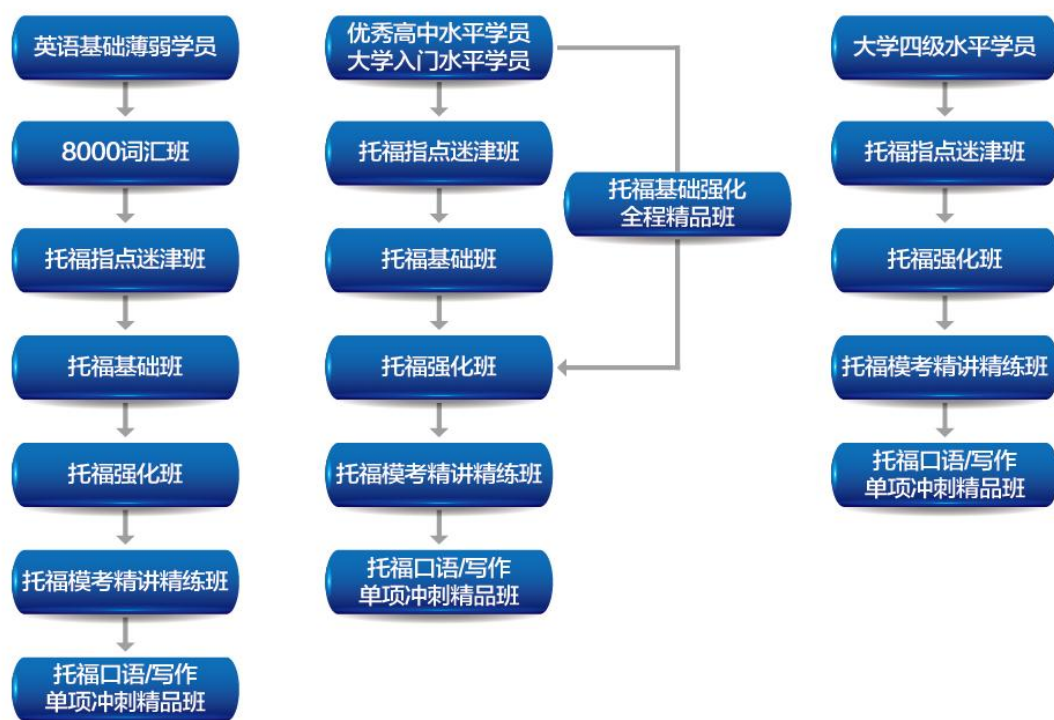 英语基础薄弱学员
8000词汇班
托福指点迷津班
托福基础班
托福强化班
托福模考精讲精练班
托福口语/写作
单项冲刺精品班
优秀高中水平学员
大学入门水平学员
托福指点迷津班
托福基础班
托福强化班
托福模考精讲精练班
托福口语/写作
单项冲刺精品班
托福基础强化
全程精品班
大学四级水平学员
托福指点迷津班
托福强化班
托福模考精讲精练班
托福口语/写作
单项冲刺精品班